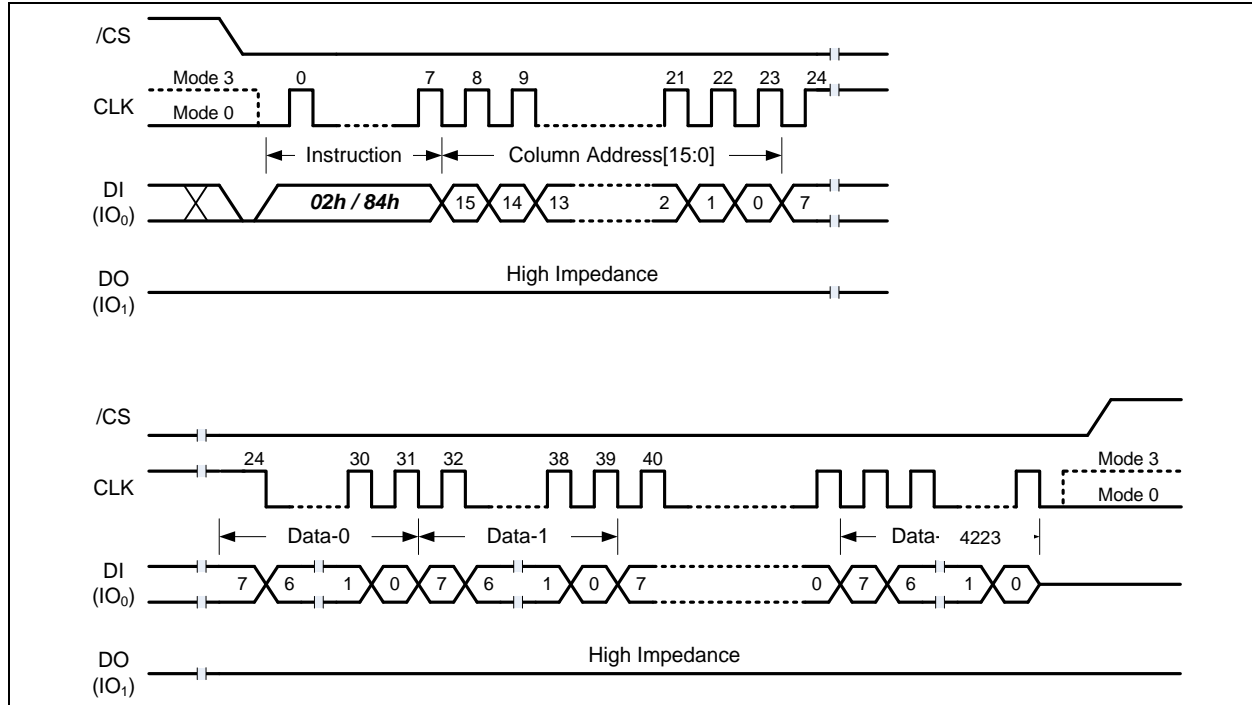 /CS
Mode 3 0 7 8 9 21 22 23 24
CLK
Mode 0
Instruction Column Address[15:0]
DI
(IO₀)
02h / 84h 15 14 13 2 1 0 7
High Impedance
DO
(IO₁)
/CS
24 30 31 32 38 39 40 Mode 3
CLK
Mode 0
Data-0 Data-1 Data- 4223
DI
(IO₀)
7 6 1 0 7 6 1 0 7 0 7 6 1 0
High Impedance
DO
(IO₁)